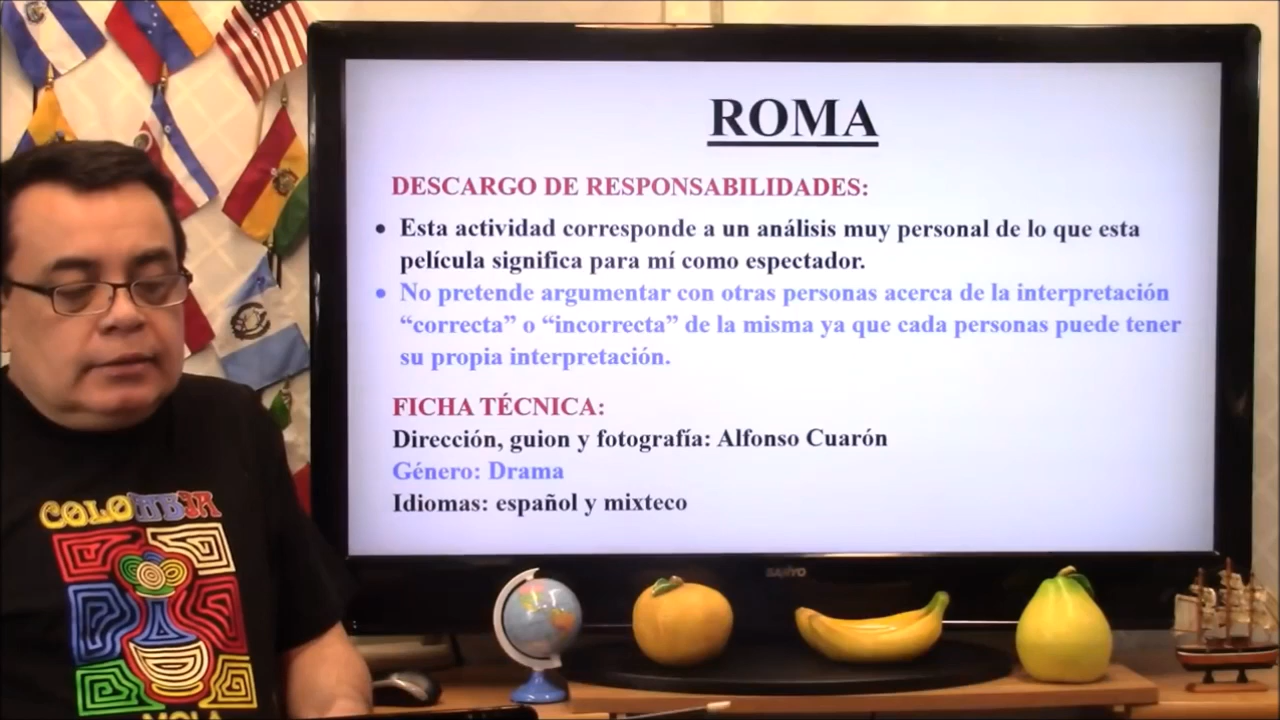 ROMA
DESCARGO DE RESPONSABILIDADES:
• Esta actividad corresponde a un análisis muy personal de lo que esta
película significa para mí como espectador.
• No pretende argumentar con otras personas acerca de la interpretación
“correcta” o “incorrecta” de la misma ya que cada personas puede tener
su propia interpretación.
FICHA TÉCNICA:
Dirección, guion y fotografía: Alfonso Cuarón
Género: Drama
Idiomas: español y mixteco
SANYO
COLOMBIA
MOLA